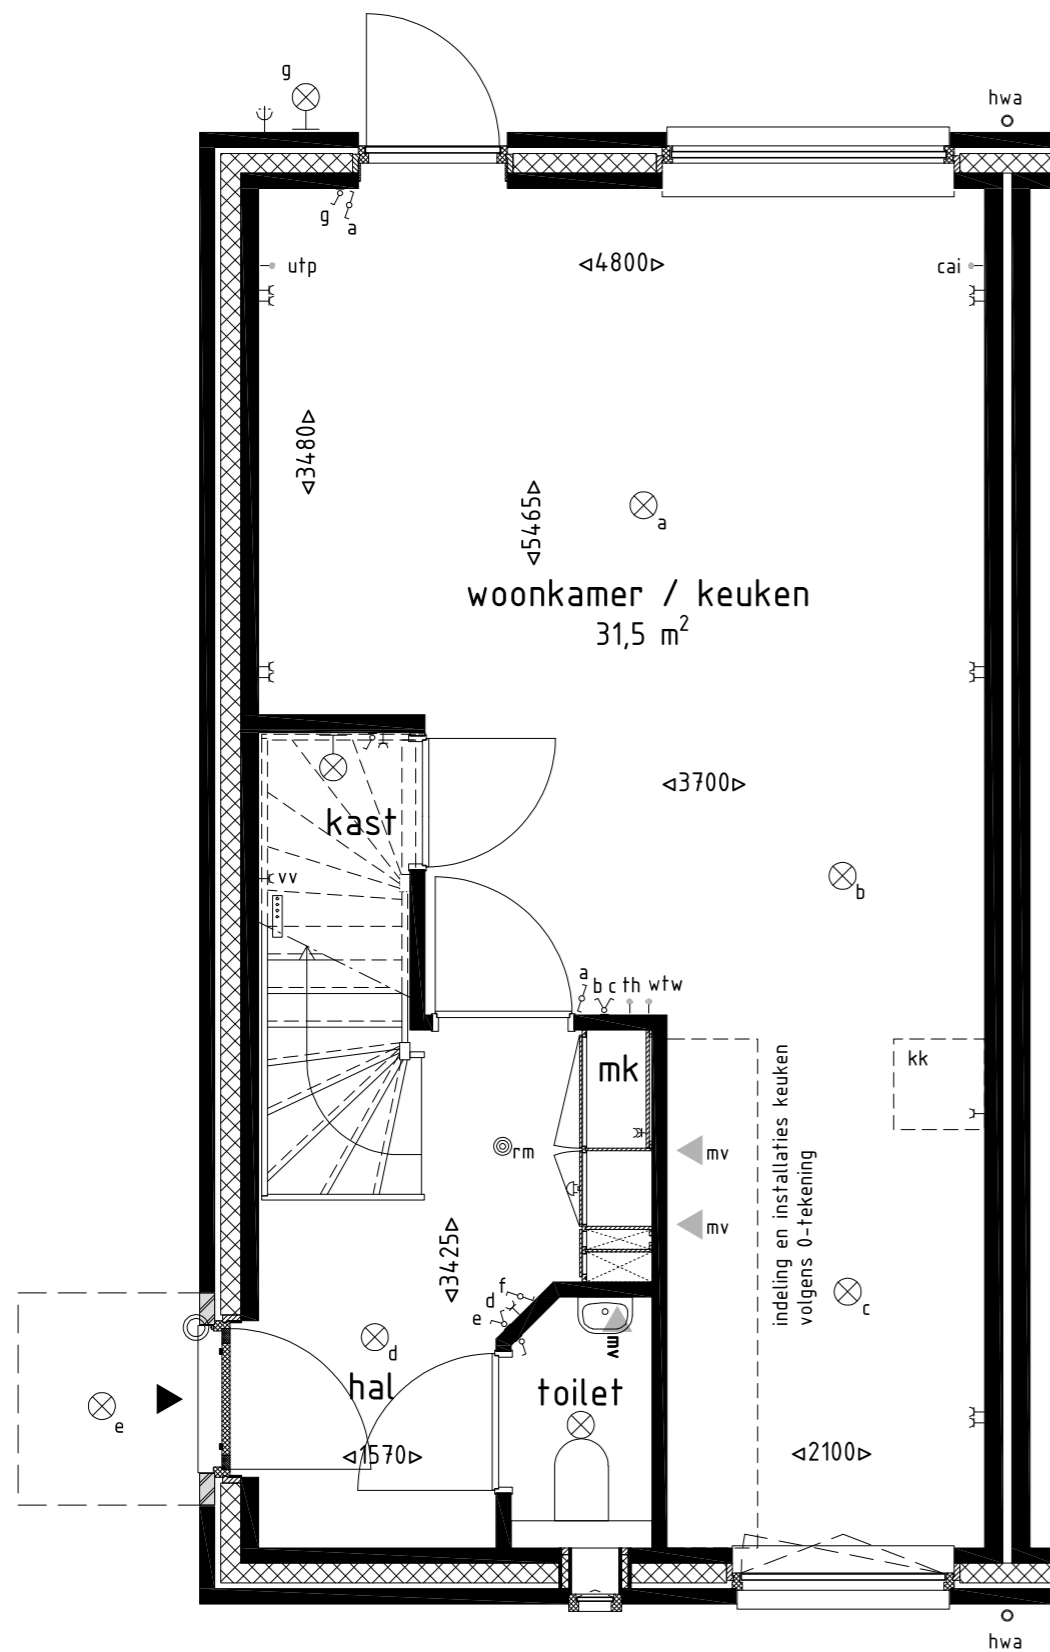 g
hwa
g
a
utp
◁4800▷
cai
◁3480▷
◁5465▷
a
woonkamer / keuken
31,5 m²
◁3700▷
kast
vv
b
a
b c th wtw
mk
kk
rm
mv
mv
indeling en installaties keuken
volgens 0-tekening
◁3425▷
f
d
e
c
d
mv
hal
toilet
e
◁1570▷
◁2100▷
hwa